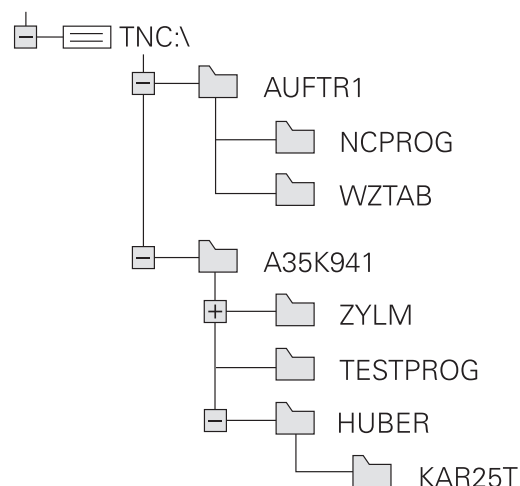 TNC:\
AUFTR1
NCPROG
WZTAB
A35K941
ZYLM
TESTPROG
HUBER
KAR25T